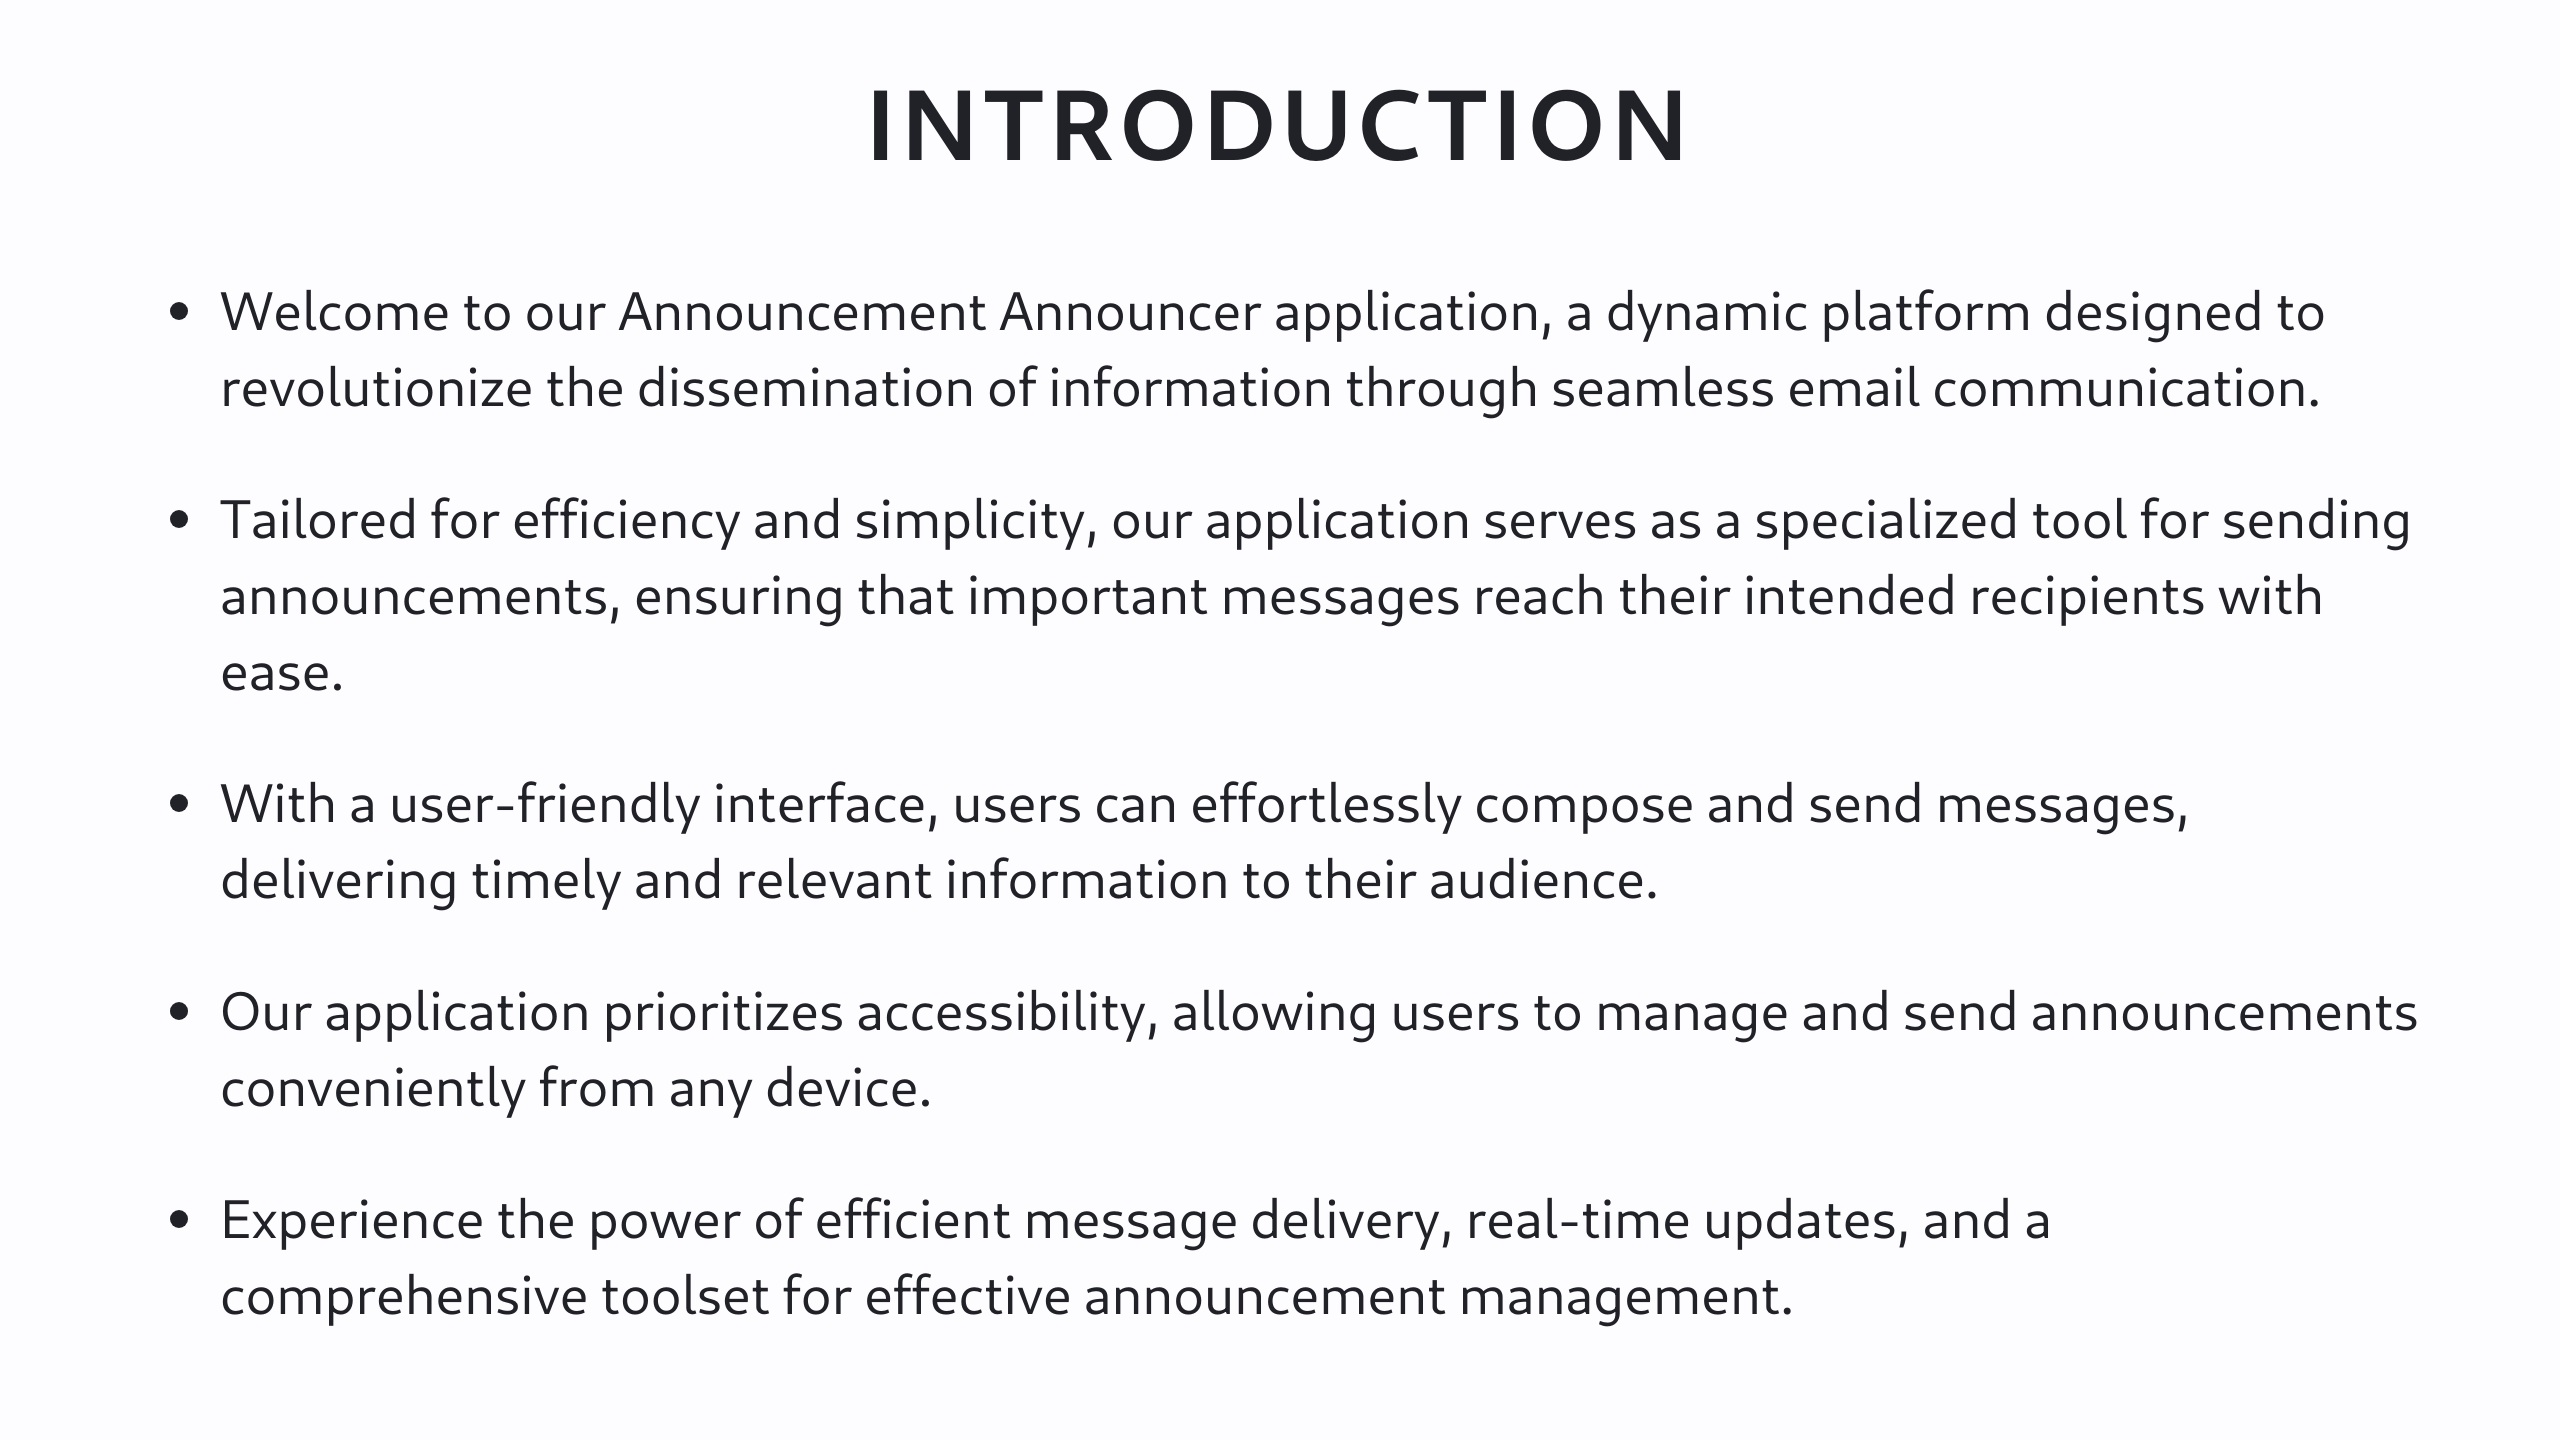 INTRODUCTION
• Welcome to our Announcement Announcer application, a dynamic platform designed to
revolutionize the dissemination of information through seamless email communication.
• Tailored for efficiency and simplicity, our application serves as a specialized tool for sending
announcements, ensuring that important messages reach their intended recipients with
ease.
• With a user-friendly interface, users can effortlessly compose and send messages,
delivering timely and relevant information to their audience.
• Our application prioritizes accessibility, allowing users to manage and send announcements
conveniently from any device.
• Experience the power of efficient message delivery, real-time updates, and a
comprehensive toolset for effective announcement management.